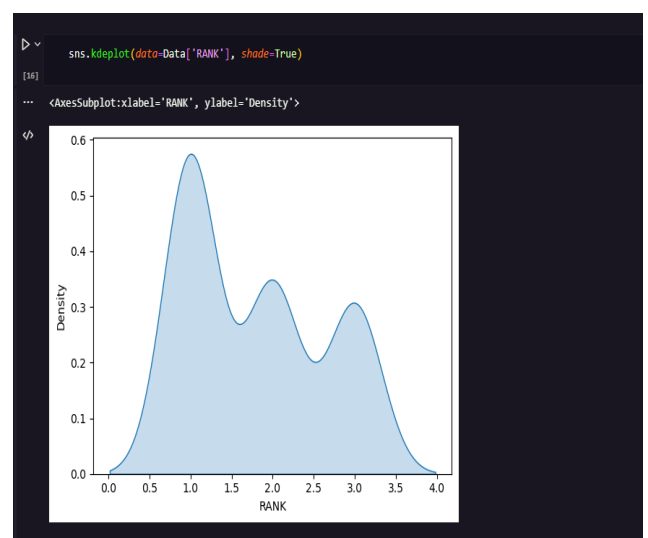 sns.kdeplot(data=Data['RANK'], shade=True)
[16]
... <AxesSubplot:xlabel='RANK', ylabel='Density'>
0.6
0.5
0.4
0.3
0.2
0.1
0.0
Density
0.0 0.5 1.0 1.5 2.0 2.5 3.0 3.5 4.0
RANK